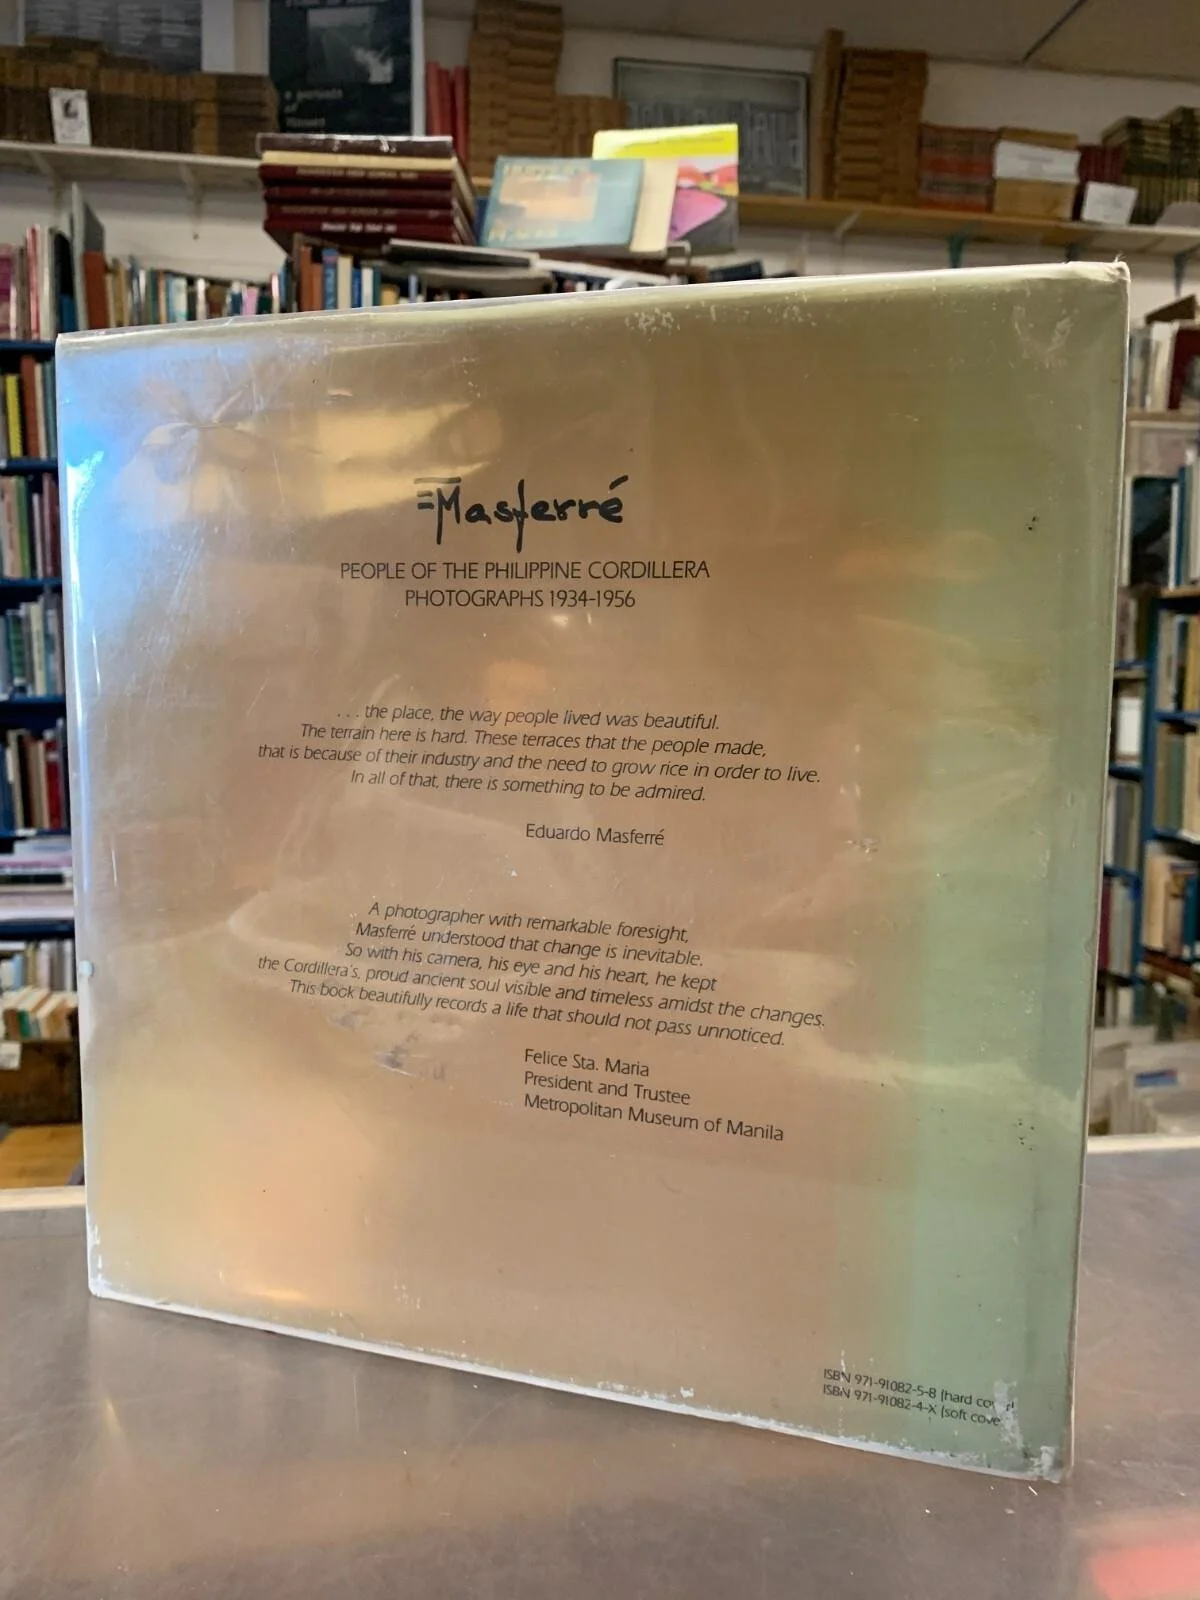 Masferré
PEOPLE OF THE PHILIPPINE CORDILLERA
PHOTOGRAPHS 1934-1956
. . . the place, the way people lived was beautiful.
The terrain here is hard. These terraces that the people made,
that is because of their industry and the need to grow rice in order to live.
In all of that, there is something to be admired.
Eduardo Masferré
A photographer with remarkable foresight,
Masferré understood that change is inevitable.
So with his camera, his eye and his heart, he kept
the Cordillera's, proud ancient soul visible and timeless amidst the changes.
This book beautifully records a life that should not pass unnoticed.
Felice Sta. Maria
President and Trustee
Metropolitan Museum of Manila
ISBN 971-91082-5-8 (hard
ISBN 971-91082-4-X (soft cove